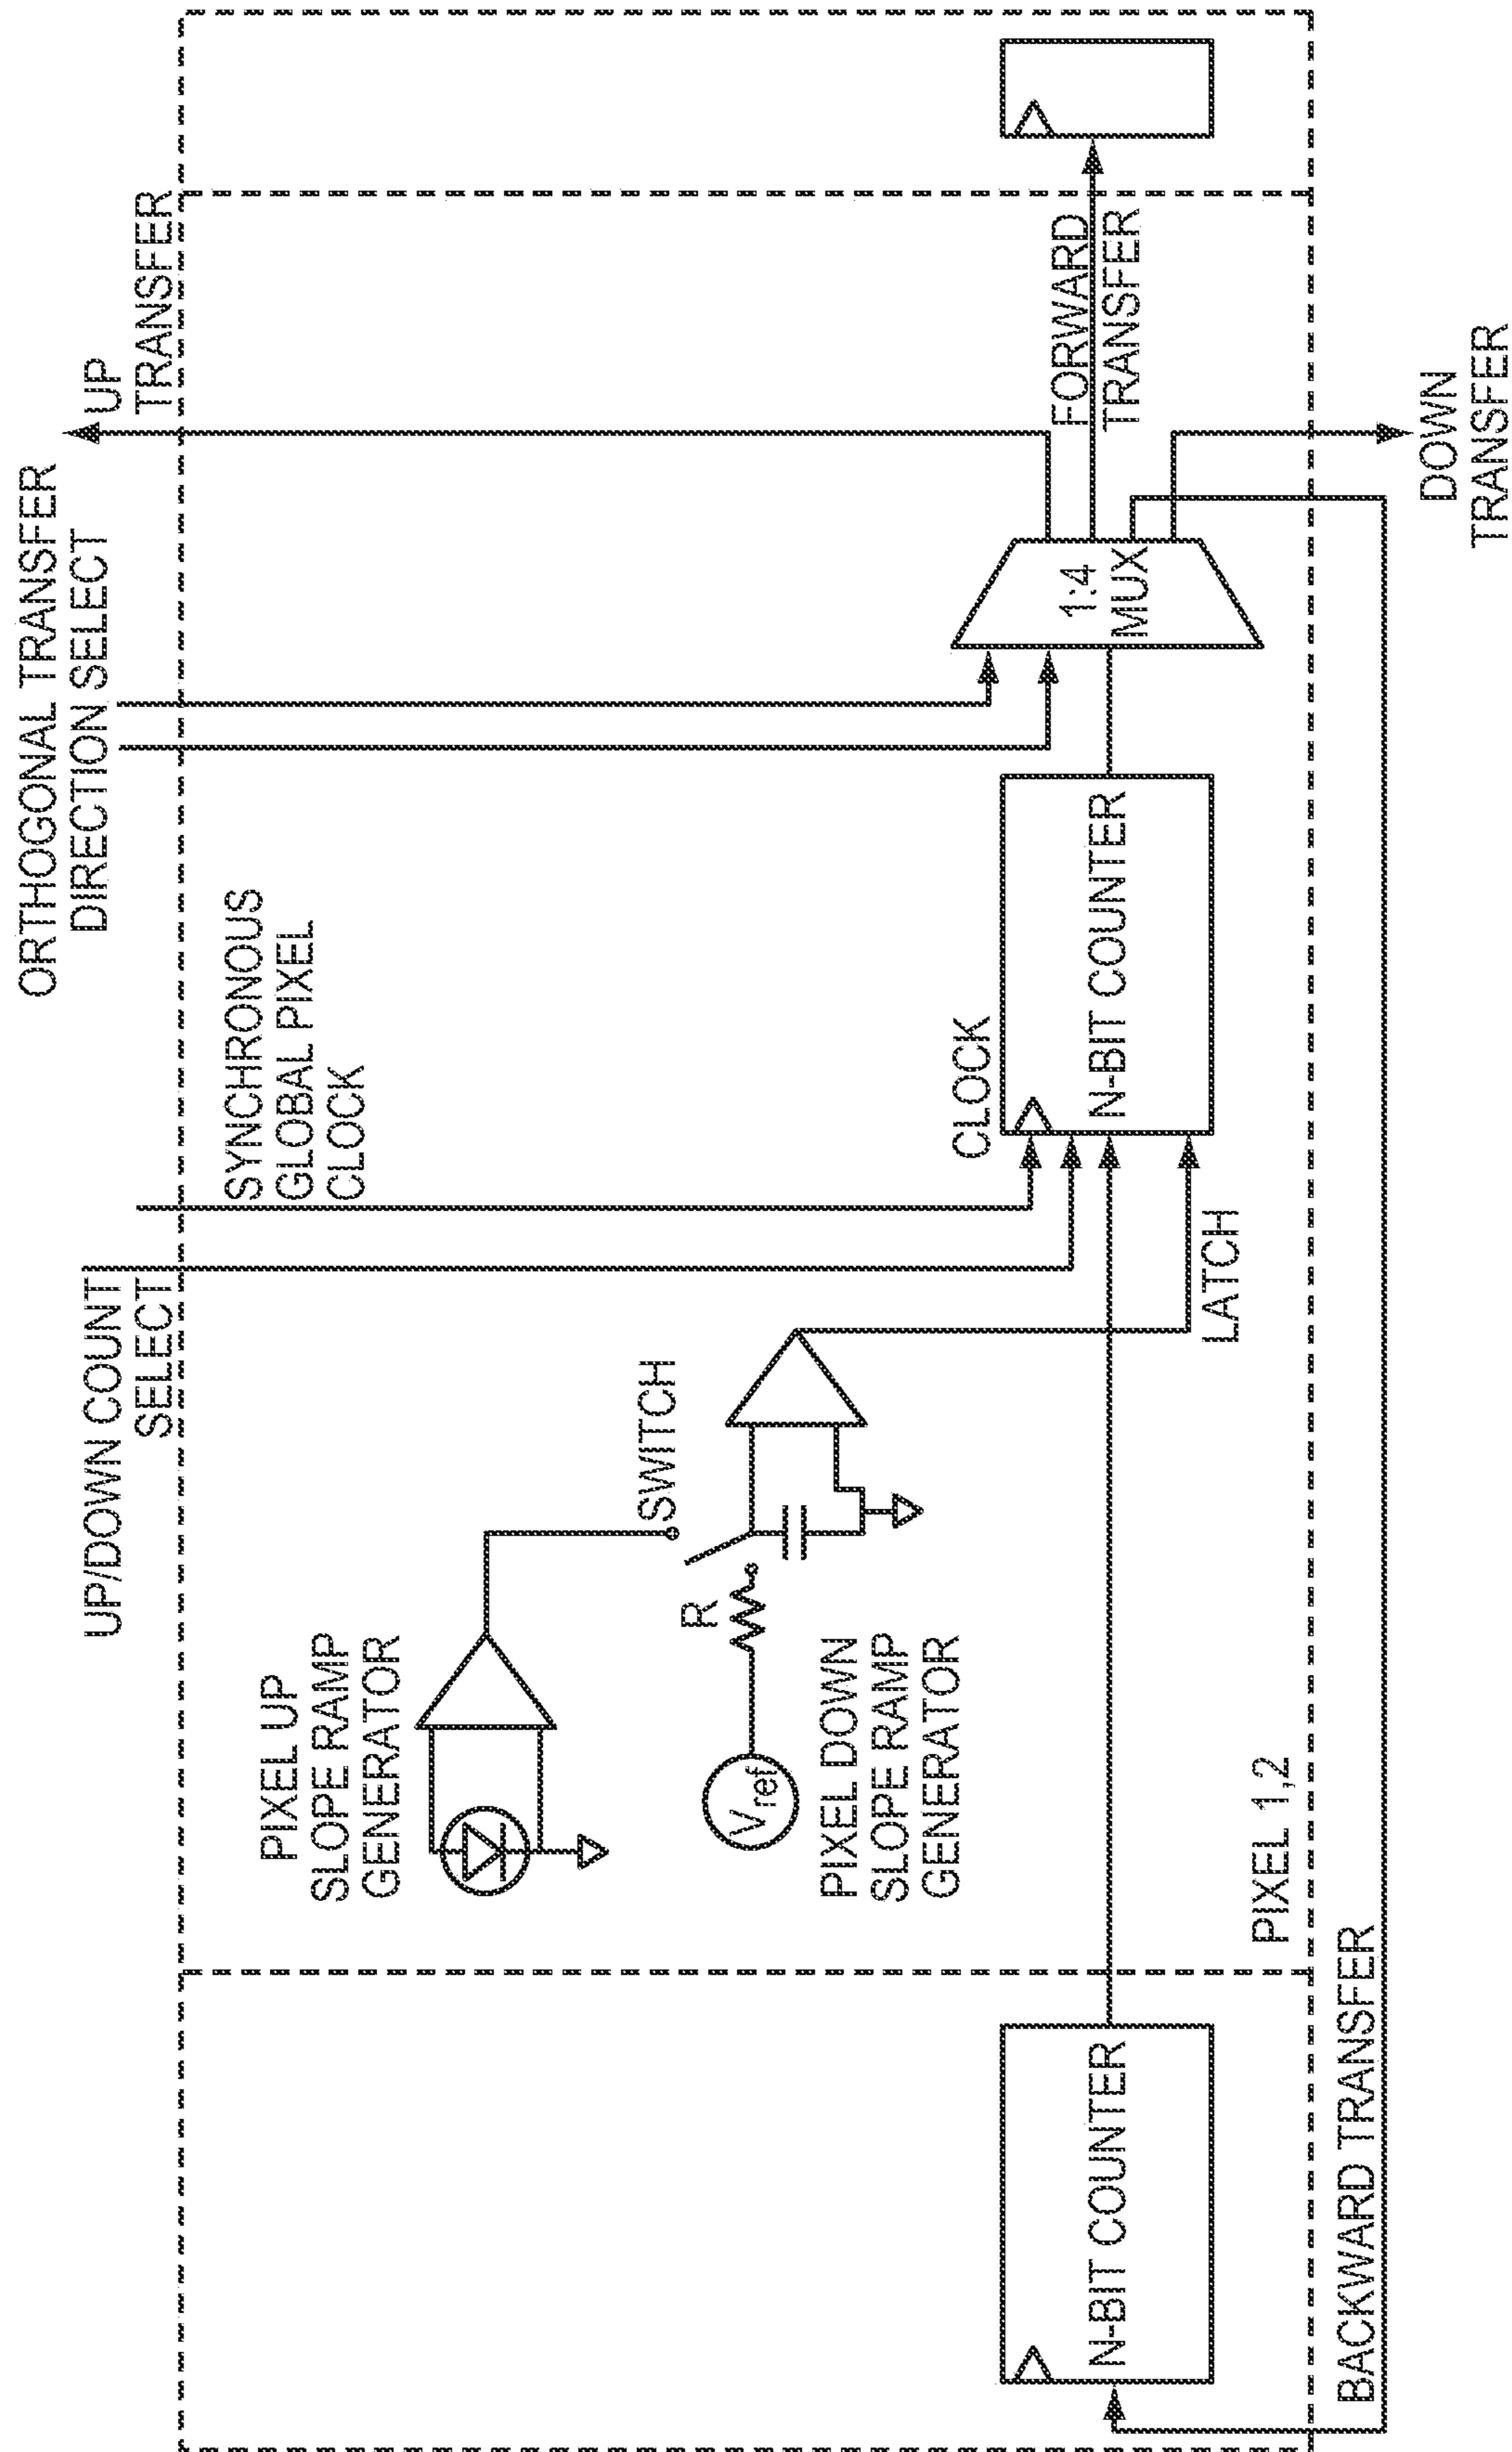 ORTHOGONAL TRANSFER
DIRECTION SELECT
UP
TRANSFER
UP/DOWN COUNT
SELECT
SYNCHRONOUS
GLOBAL PIXEL
CLOCK
PIXEL UP
SLOPE RAMP
GENERATOR
SWITCH
R
Vref
PIXEL DOWN
SLOPE RAMP
GENERATOR
CLOCK
N-BIT COUNTER
N-BIT COUNTER
LATCH
1:4
MUX
FORWARD
TRANSFER
PIXEL 1,2
BACKWARD TRANSFER
DOWN
TRANSFER